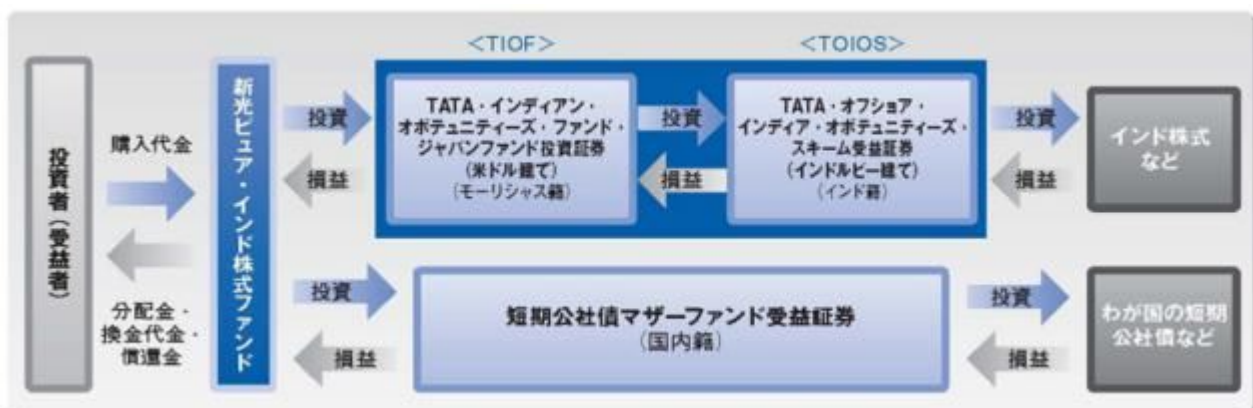 <TIOF>
<TOIOS>
投資者(受益者)
購入代金
分配金・
換金代金・
償還金
新光ピュア・インド株式ファンド
投資
損益
TATA・インディアン・
オポテュニティーズ・ファンド・
ジャパンファンド投資証券
(米ドル建て)
(モーリシャス籍)
投資
損益
TATA・オフショア・
インディア・オポテュニティーズ・
スキーム受益証券
(インドルピー建て)
(インド籍)
投資
損益
インド株式
など
投資
損益
短期公社債マザーファンド受益証券
(国内籍)
投資
損益
わが国の短期
公社債など